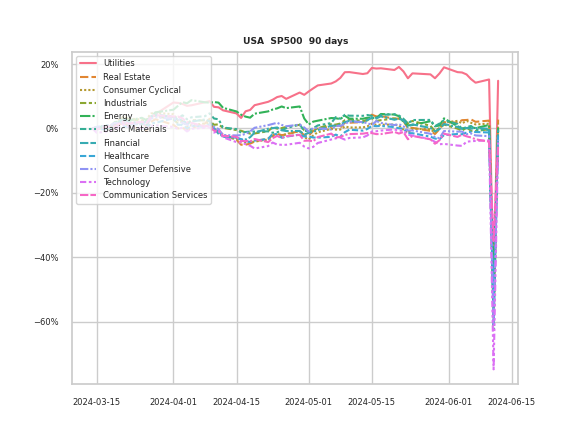 USA SP500 90 days
20%
0%
−20%
−40%
−60%
Utilities
Real Estate
Consumer Cyclical
Industrials
Energy
Basic Materials
Financial
Healthcare
Consumer Defensive
Technology
Communication Services
2024-03-15
2024-04-01
2024-04-15
2024-05-01
2024-05-15
2024-06-01
2024-06-15